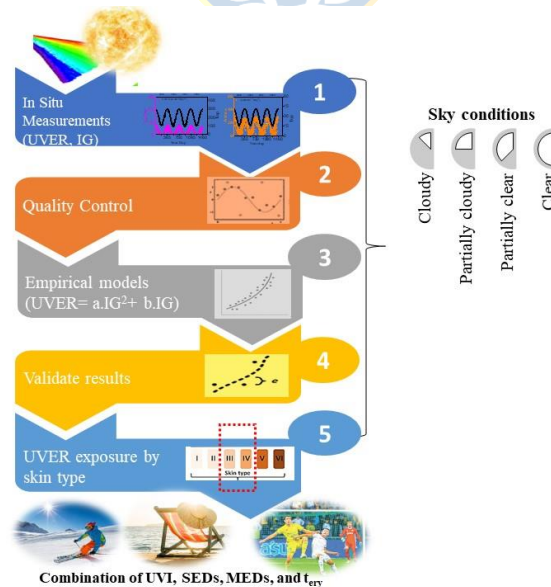 1
In Situ
Measurements
(UVER, IG)
Sky conditions
Cloudy
Partially cloudy
Partially clear
Clear
2
Quality Control
3
Empirical models
(UVER= a.IG²+ b.IG)
4
Validate results
5
UVER exposure by
skin type
I II III IV V VI
Skin type
Combination of UVI, SEDs, MEDs, and t_ery